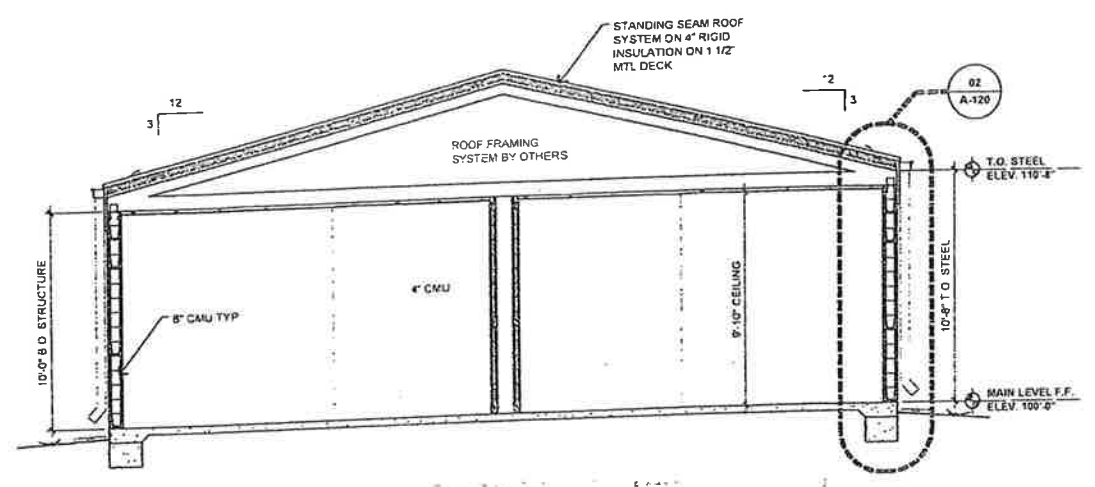 STANDING SEAM ROOF
SYSTEM ON 4" RIGID
INSULATION ON 1 1/2"
MTL DECK
12
3
12
3
02
A-120
ROOF FRAMING
SYSTEM BY OTHERS
T.O. STEEL
ELEV. 110'-8"
10'-0" B O STRUCTURE
8" CMU TYP
4" CMU
9'-10" CEILING
10'-8" T O STEEL
MAIN LEVEL F.F.
ELEV. 100'-0"